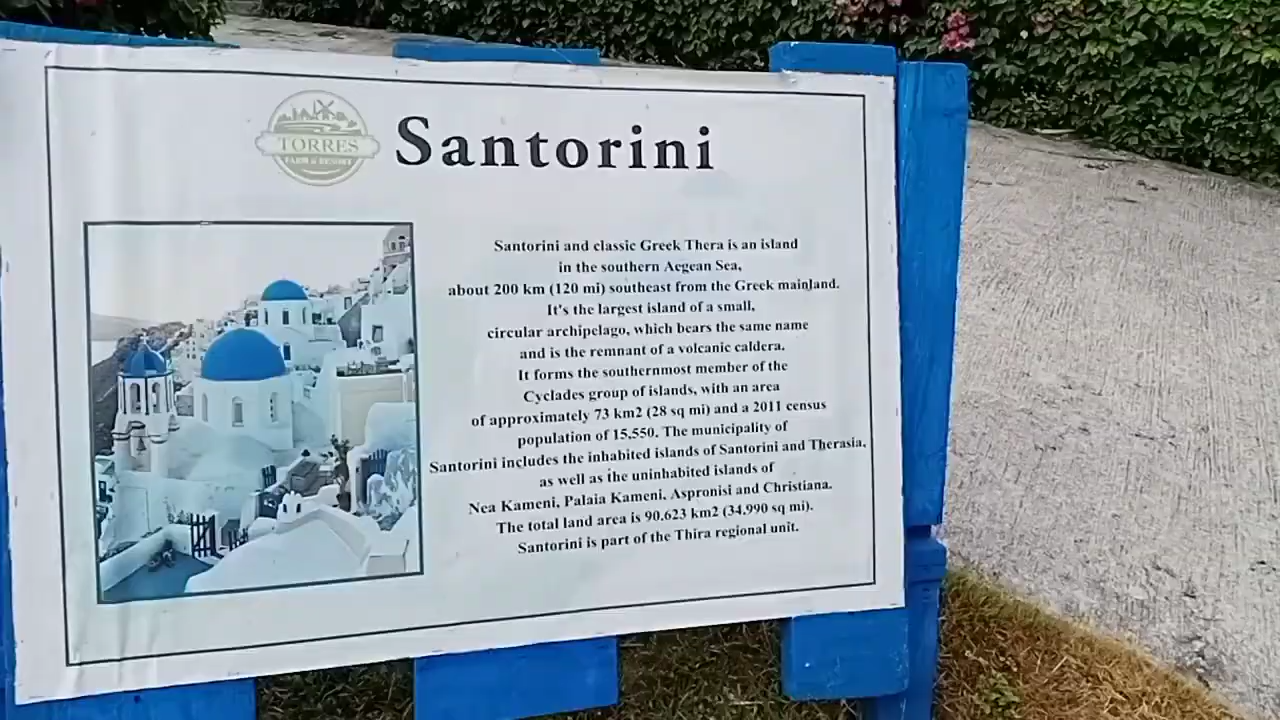 TORRES
FARM & RESORT
Santorini
Santorini and classic Greek Thera is an island
in the southern Aegean Sea,
about 200 km (120 mi) southeast from the Greek mainland.
It's the largest island of a small,
circular archipelago, which bears the same name
and is the remnant of a volcanic caldera.
It forms the southernmost member of the
Cyclades group of islands, with an area
of approximately 73 km2 (28 sq mi) and a 2011 census
population of 15,550. The municipality of
Santorini includes the inhabited islands of Santorini and Therasia,
as well as the uninhabited islands of
Nea Kameni, Palaia Kameni, Aspronisi and Christiana.
The total land area is 90.623 km2 (34.990 sq mi).
Santorini is part of the Thira regional unit.